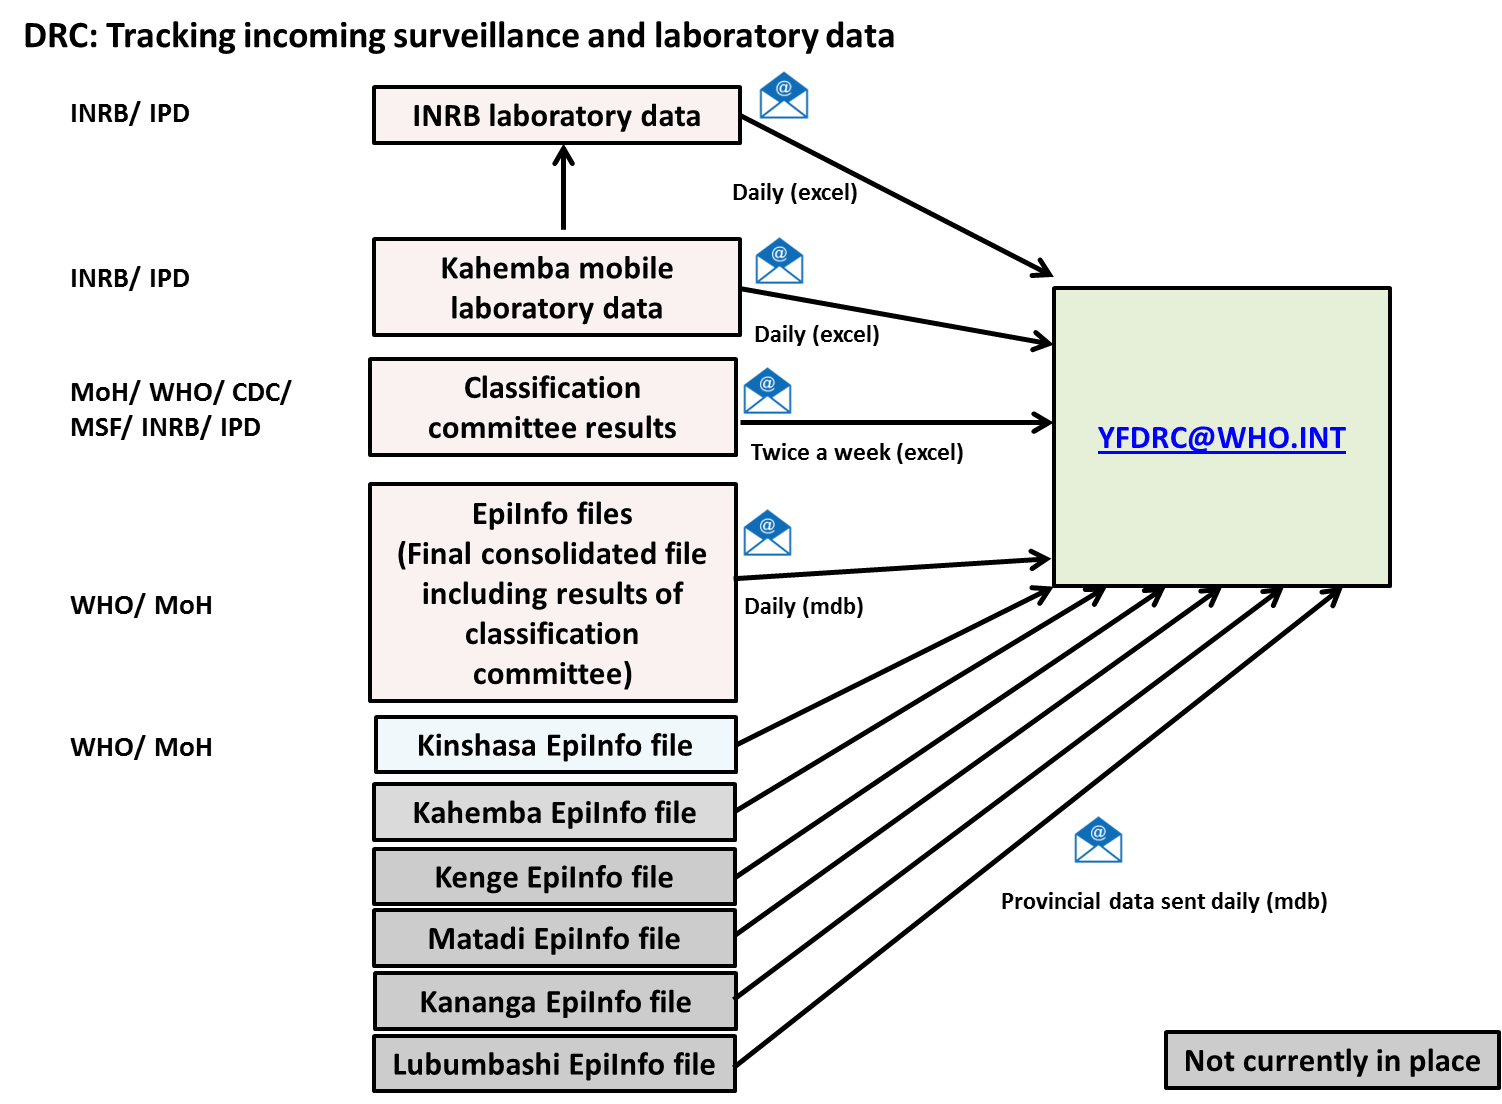 DRC: Tracking incoming surveillance and laboratory data
INRB/ IPD
INRB laboratory data
@
Daily (excel)
INRB/ IPD
Kahemba mobile
laboratory data
@
Daily (excel)
MoH/ WHO/ CDC/
MSF/ INRB/ IPD
Classification
committee results
@
Twice a week (excel)
YFDRC@WHO.INT
WHO/ MoH
EpiInfo files
(Final consolidated file
including results of
classification
committee)
@
Daily (mdb)
WHO/ MoH
Kinshasa EpiInfo file
Kahemba EpiInfo file
Kenge EpiInfo file
Matadi EpiInfo file
Kananga EpiInfo file
Lubumbashi EpiInfo file
@
Provincial data sent daily (mdb)
Not currently in place